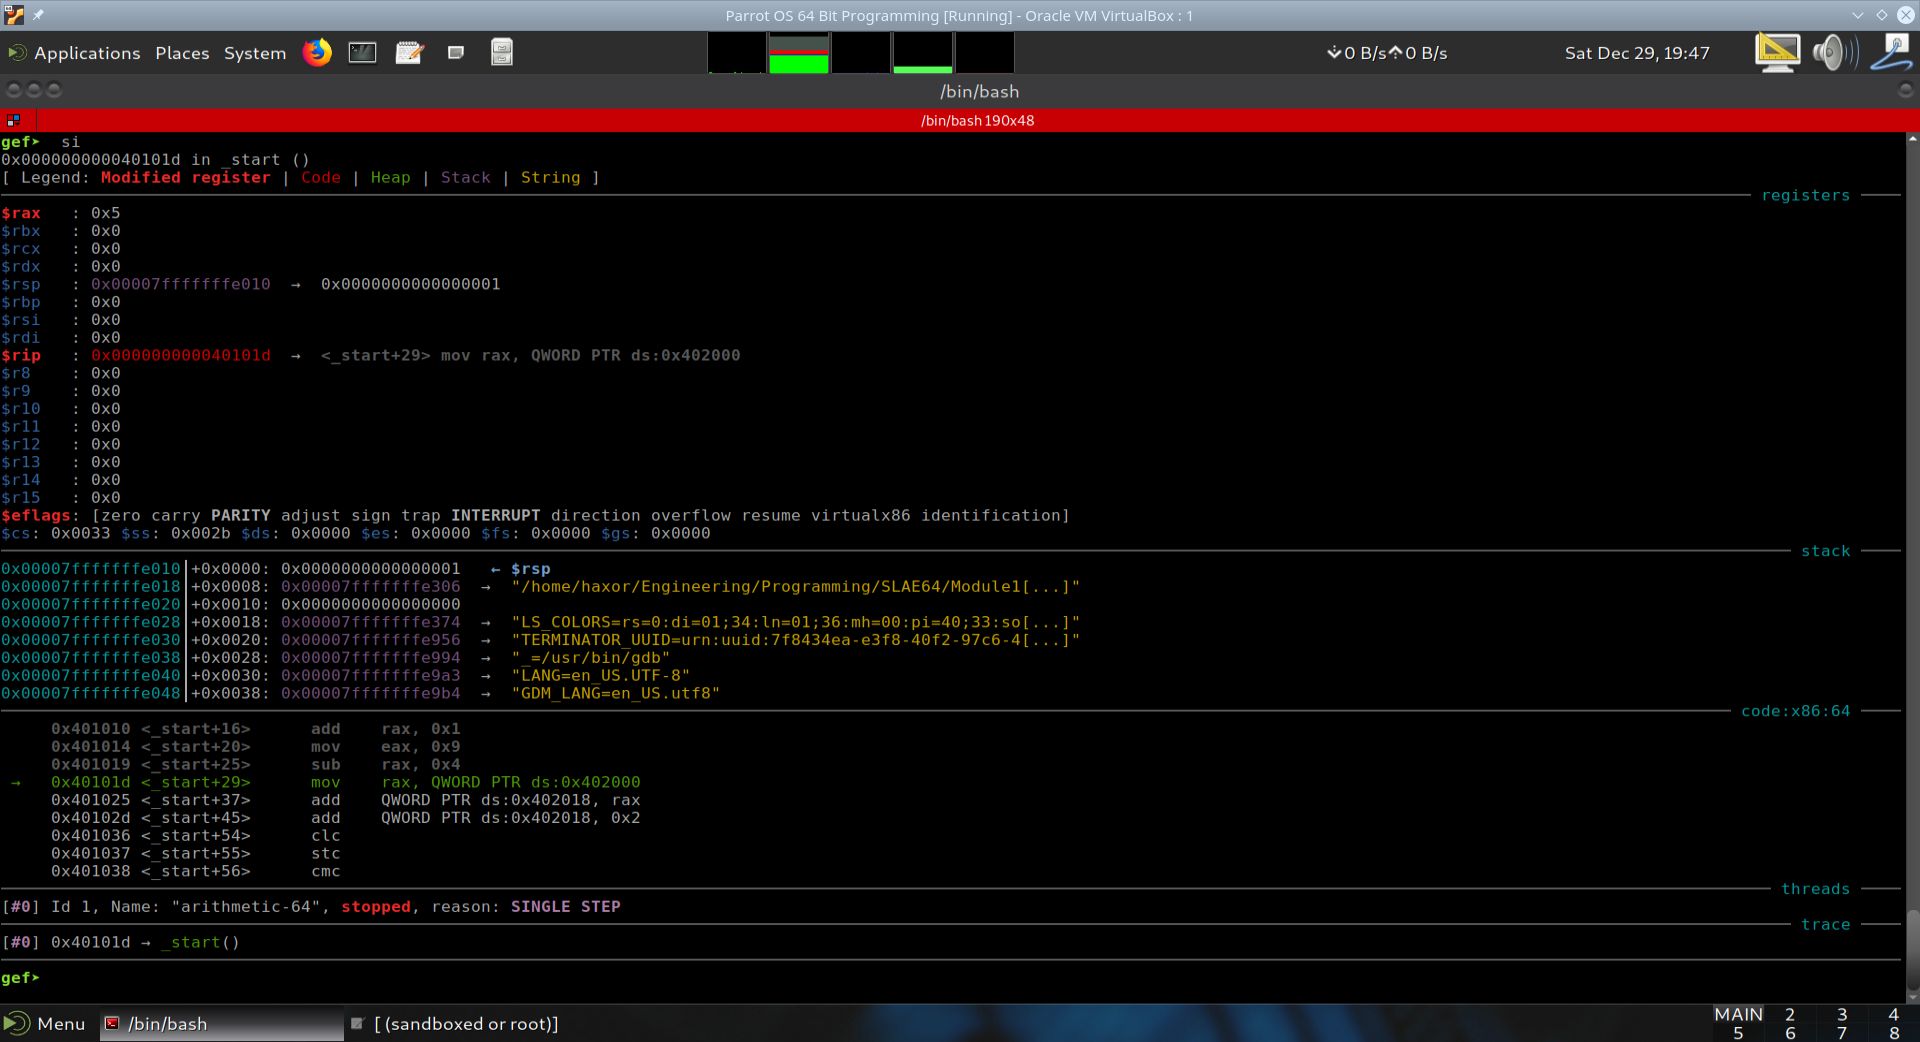 Parrot OS 64 Bit Programming [Running] - Oracle VM VirtualBox : 1
Applications Places System 0 B/s 0 B/s Sat Dec 29, 19:47
/bin/bash
/bin/bash 190x48
gef➤  si
0x000000000040101d in _start ()
[ Legend: Modified register | Code | Heap | Stack | String ]
registers
$rax   : 0x5
$rbx   : 0x0
$rcx   : 0x0
$rdx   : 0x0
$rsp   : 0x00007fffffffe010  →  0x0000000000000001
$rbp   : 0x0
$rsi   : 0x0
$rdi   : 0x0
$rip   : 0x000000000040101d  →  <_start+29> mov rax, QWORD PTR ds:0x402000
$r8    : 0x0
$r9    : 0x0
$r10   : 0x0
$r11   : 0x0
$r12   : 0x0
$r13   : 0x0
$r14   : 0x0
$r15   : 0x0
$eflags: [zero carry PARITY adjust sign trap INTERRUPT direction overflow resume virtualx86 identification]
$cs: 0x0033 $ss: 0x002b $ds: 0x0000 $es: 0x0000 $fs: 0x0000 $gs: 0x0000
stack
0x00007fffffffe010│+0x0000: 0x0000000000000001   ← $rsp
0x00007fffffffe018│+0x0008: 0x00007fffffffe306  →  "/home/haxor/Engineering/Programming/SLAE64/Module1[...]"
0x00007fffffffe020│+0x0010: 0x0000000000000000
0x00007fffffffe028│+0x0018: 0x00007fffffffe374  →  "LS_COLORS=rs=0:di=01;34:ln=01;36:mh=00:pi=40;33:so[...]"
0x00007fffffffe030│+0x0020: 0x00007fffffffe956  →  "TERMINATOR_UUID=urn:uuid:7f8434ea-e3f8-40f2-97c6-4[...]"
0x00007fffffffe038│+0x0028: 0x00007fffffffe994  →  "_=/usr/bin/gdb"
0x00007fffffffe040│+0x0030: 0x00007fffffffe9a3  →  "LANG=en_US.UTF-8"
0x00007fffffffe048│+0x0038: 0x00007fffffffe9b4  →  "GDM_LANG=en_US.utf8"
code:x86:64
0x401010 <_start+16>      add    rax, 0x1
0x401014 <_start+20>      mov    eax, 0x9
0x401019 <_start+25>      sub    rax, 0x4
→   0x40101d <_start+29>      mov    rax, QWORD PTR ds:0x402000
0x401025 <_start+37>      add    QWORD PTR ds:0x402018, rax
0x40102d <_start+45>      add    QWORD PTR ds:0x402018, 0x2
0x401036 <_start+54>      clc
0x401037 <_start+55>      stc
0x401038 <_start+56>      cmc
threads
[#0] Id 1, Name: "arithmetic-64", stopped, reason: SINGLE STEP
trace
[#0] 0x40101d → _start()
gef➤
Menu /bin/bash [ (sandboxed or root)] MAIN 2 3 4
5 6 7 8